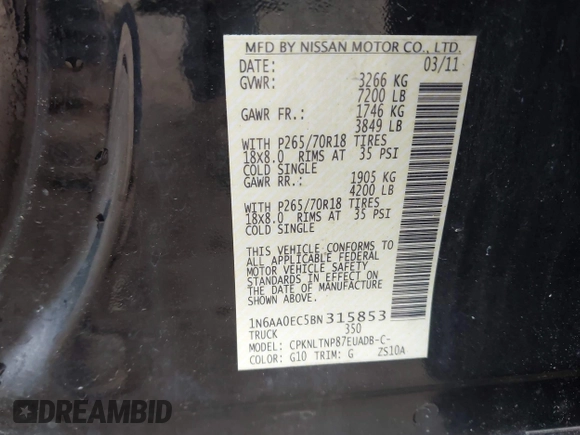 MFD BY NISSAN MOTOR CO., LTD.
DATE: 03/11
GVWR: 3266 KG
7200 LB
GAWR FR.: 1746 KG
3849 LB
WITH P265/70R18 TIRES
18x8.0 RIMS AT 35 PSI
COLD SINGLE
GAWR RR.: 1905 KG
4200 LB
WITH P265/70R18 TIRES
18x8.0 RIMS AT 35 PSI
COLD SINGLE
THIS VEHICLE CONFORMS TO
ALL APPLICABLE FEDERAL
MOTOR VEHICLE SAFETY
STANDARDS IN EFFECT ON
THE DATE OF MANUFACTURE
SHOWN ABOVE.
1N6AA0EC5BN315853
TRUCK 350
MODEL: CPKNLTNP87EUADB-C-
COLOR: G10 TRIM: G ZS10A
DREAMBID
.com